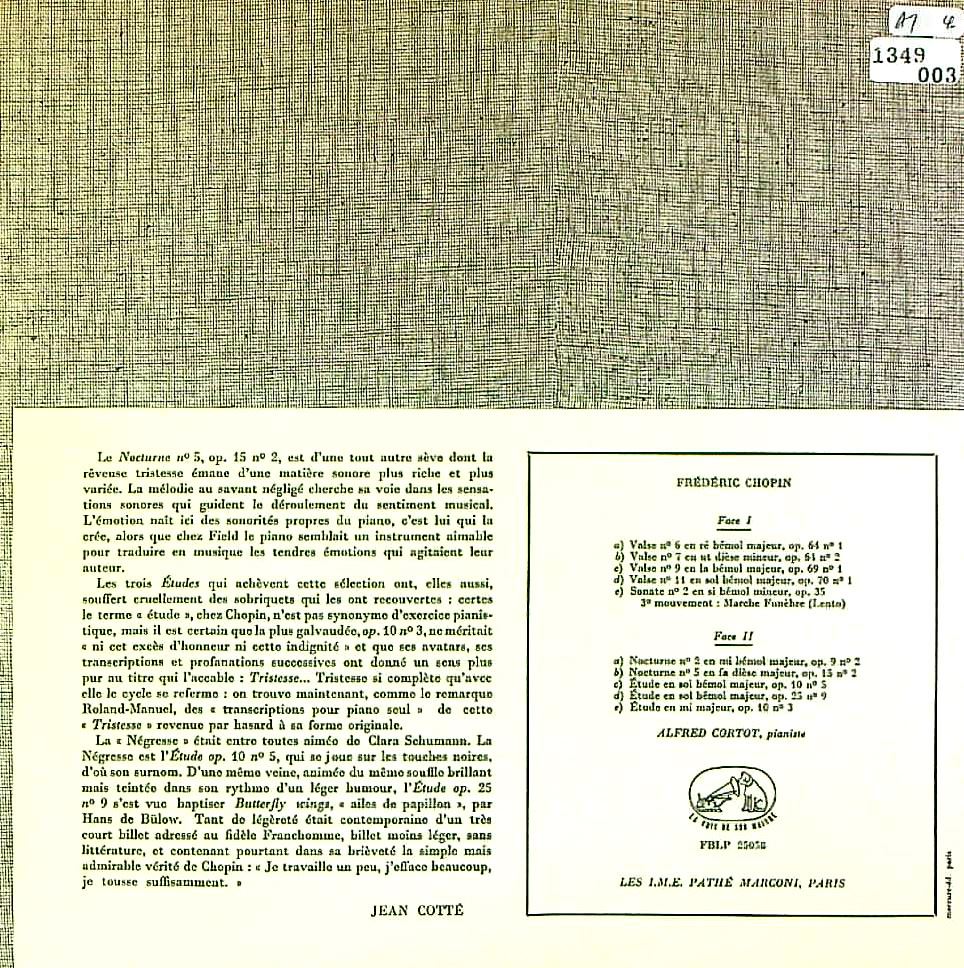 1349
003
Le Nocturne nº 5, op. 15 nº 2, est d'une tout autre sève dont la
rêveuse tristesse émane d'une matière sonore plus riche et plus
variée. La mélodie au savant négligé cherche sa voie dans les sensa-
tions sonores qui guident le déroulement du sentiment musical.
L'émotion naît ici des sonorités propres du piano, c'est lui qui la
crée, alors que chez Field le piano semblait un instrument aimable
pour traduire en musique les tendres émotions qui agitaient leur
auteur.
Les trois Études qui achèvent cette sélection ont, elles aussi,
souffert cruellement des sobriquets qui les ont recouvertes : certes
le terme « étude », chez Chopin, n'est pas synonyme d'exercice pianis-
tique, mais il est certain que la plus galvaudée, op. 10 nº 3, ne méritait
« ni cet excès d'honneur ni cette indignité » et que ses avatars, ses
transcriptions et profanations successives ont donné un sens plus
pur au titre qui l'accable : Tristesse... Tristesse si complète qu'avec
elle le cycle se referme : on trouve maintenant, comme le remarque
Roland-Manuel, des « transcriptions pour piano seul » de cette
« Tristesse » revenue par hasard à sa forme originale.
La « Négresse » était entre toutes aimée de Clara Schumann. La
Négresse est l'Étude op. 10 nº 5, qui se joue sur les touches noires,
d'où son surnom. D'une même veine, animée du même souffle brillant
mais teintée dans son rythme d'un léger humour, l'Étude op. 25
nº 9 s'est vue baptiser Butterfly wings, « ailes de papillon », par
Hans de Bülow. Tant de légèreté était contemporaine d'un très
court billet adressé au fidèle Franchomme, billet moins léger, sans
littérature, et contenant pourtant dans sa brièveté la simple mais
admirable vérité de Chopin : « Je travaille un peu, j'efface beaucoup,
je tousse suffisamment. »
JEAN COTTÉ
FRÉDÉRIC CHOPIN
Face I
a) Valse nº 6 en ré bémol majeur, op. 64 nº 1
b) Valse nº 7 en ut dièse mineur, op. 64 nº 2
c) Valse nº 9 en la bémol majeur, op. 69 nº 1
d) Valse nº 11 en sol bémol majeur, op. 70 nº 1
e) Sonate nº 2 en si bémol mineur, op. 35
3º mouvement : Marche Funèbre (Lento)
Face II
a) Nocturne nº 2 en mi bémol majeur, op. 9 nº 2
b) Nocturne nº 5 en fa dièse majeur, op. 15 nº 2
c) Étude en sol bémol majeur, op. 10 nº 5
d) Étude en sol bémol majeur, op. 25 nº 9
e) Étude en mi majeur, op. 10 nº 3
ALFRED CORTOT, pianiste
LA VOIX DE SON MAITRE
FBLP
LES I.M.E. PATHÉ MARCONI, PARIS